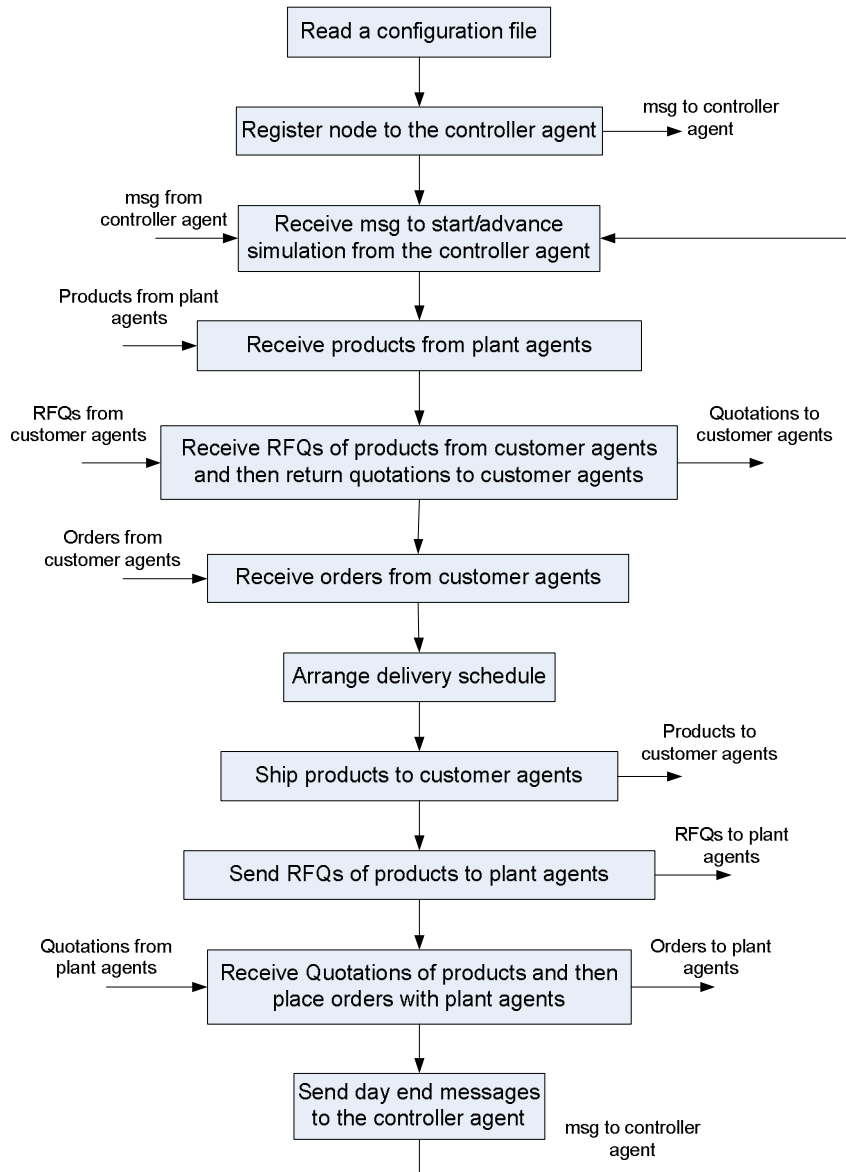 Read a configuration file
Register node to the controller agent
msg to controller
agent
msg from
controller agent
Receive msg to start/advance
simulation from the controller agent
Products from plant
agents
Receive products from plant agents
RFQs from
customer agents
Receive RFQs of products from customer agents
and then return quotations to customer agents
Quotations to
customer agents
Orders from
customer agents
Receive orders from customer agents
Arrange delivery schedule
Ship products to customer agents
Products to
customer agents
Send RFQs of products to plant agents
RFQs to plant
agents
Quotations from
plant agents
Receive Quotations of products and then
place orders with plant agents
Orders to plant
agents
Send day end messages
to the controller agent
msg to controller
agent